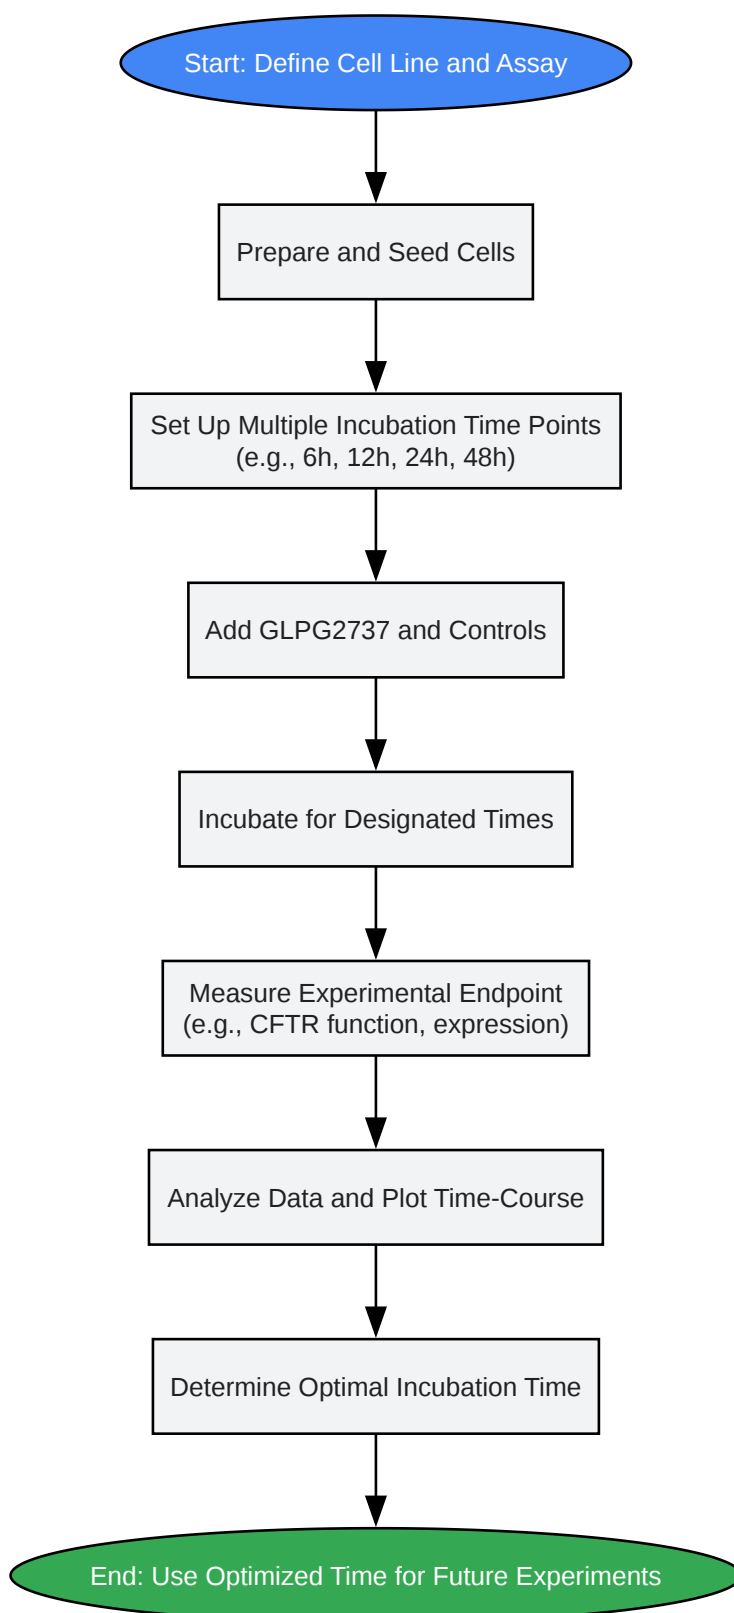 Start: Define Cell Line and Assay
Prepare and Seed Cells
Set Up Multiple Incubation Time Points
(e.g., 6h, 12h, 24h, 48h)
Add GLPG2737 and Controls
Incubate for Designated Times
Measure Experimental Endpoint
(e.g., CFTR function, expression)
Analyze Data and Plot Time-Course
Determine Optimal Incubation Time
End: Use Optimized Time for Future Experiments